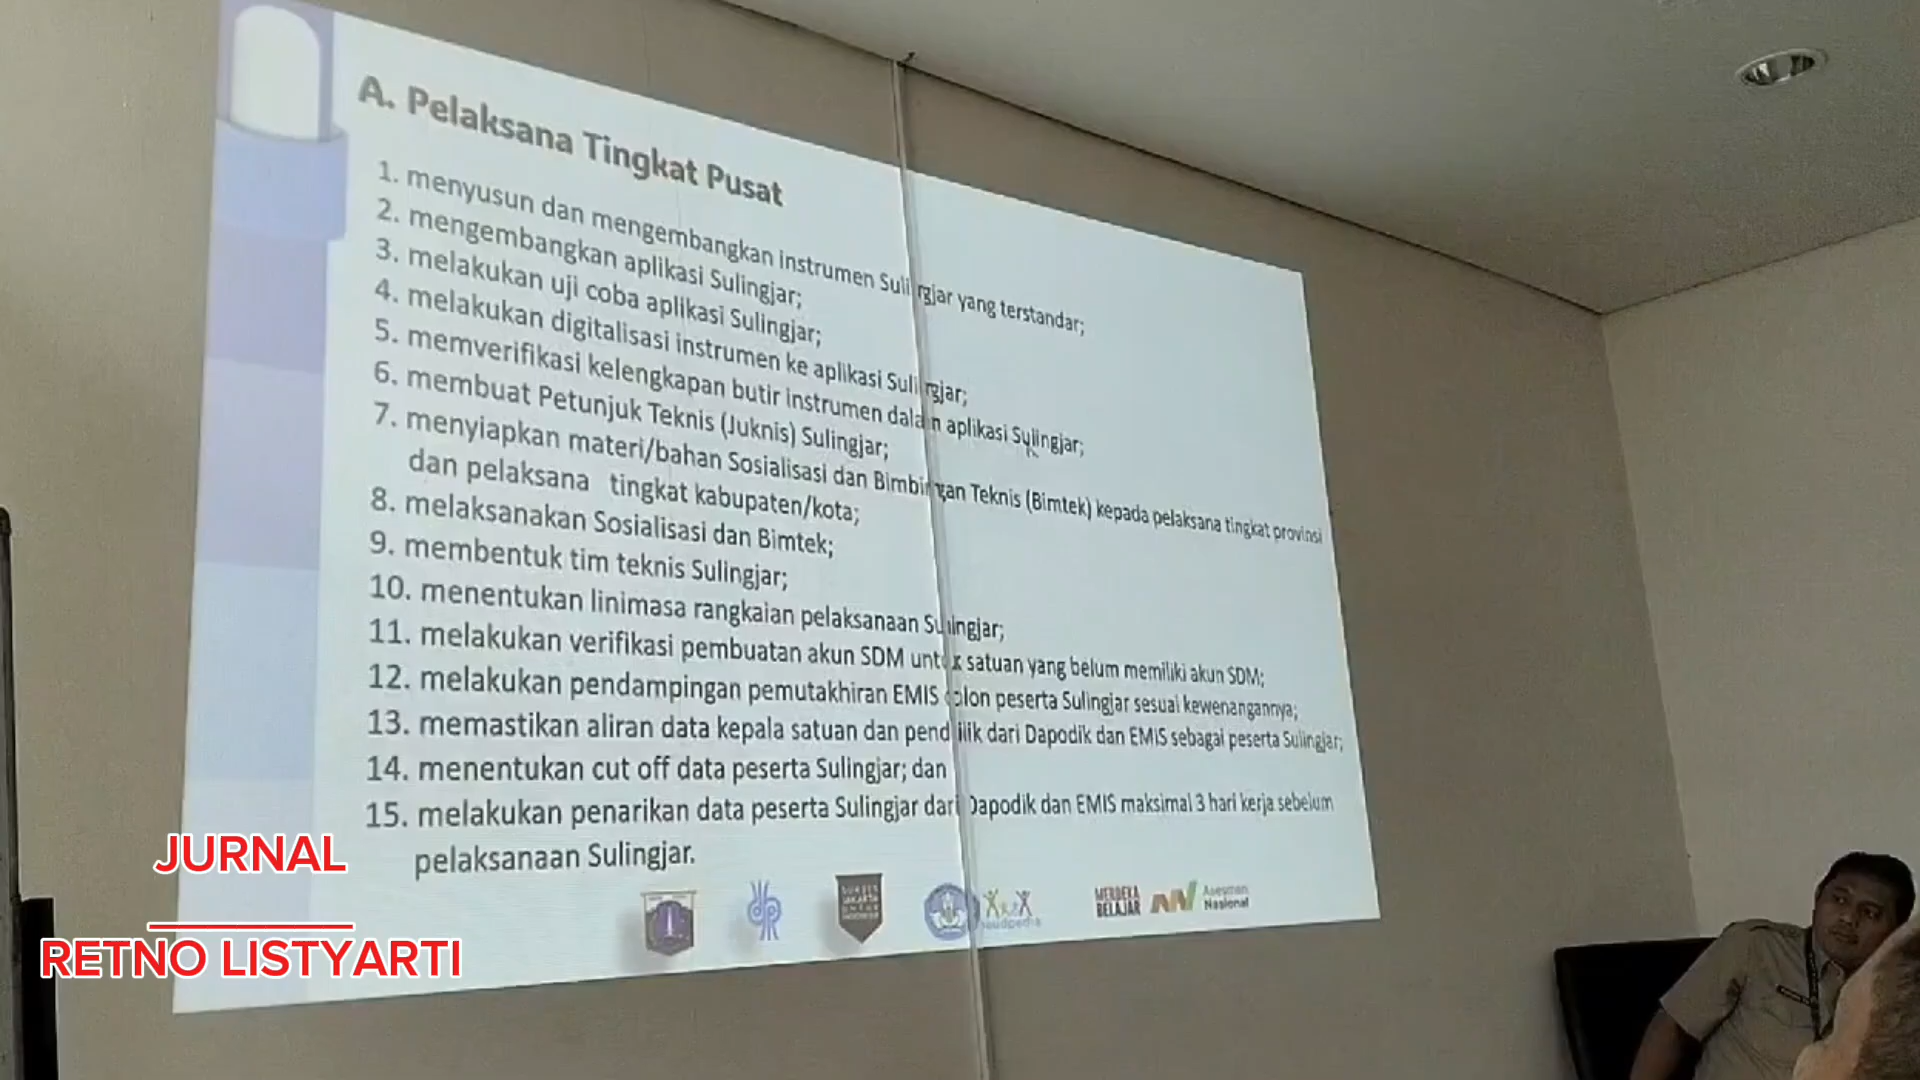 A. Pelaksana Tingkat Pusat
1. menyusun dan mengembangkan instrumen Sulingjar yang terstandar;
2. mengembangkan aplikasi Sulingjar;
3. melakukan uji coba aplikasi Sulingjar;
4. melakukan digitalisasi instrumen ke aplikasi Sulingjar;
5. memverifikasi kelengkapan butir instrumen dalam aplikasi Sulingjar;
6. membuat Petunjuk Teknis (Juknis) Sulingjar;
7. menyiapkan materi/bahan Sosialisasi dan Bimbingan Teknis (Bimtek) kepada pelaksana tingkat provinsi
dan pelaksana tingkat kabupaten/kota;
8. melaksanakan Sosialisasi dan Bimtek;
9. membentuk tim teknis Sulingjar;
10. menentukan linimasa rangkaian pelaksanaan Sulingjar;
11. melakukan verifikasi pembuatan akun SDM untuk satuan yang belum memiliki akun SDM;
12. melakukan pendampingan pemutakhiran EMIS calon peserta Sulingjar sesuai kewenangannya;
13. memastikan aliran data kepala satuan dan pendidik dari Dapodik dan EMIS sebagai peserta Sulingjar;
14. menentukan cut off data peserta Sulingjar; dan
15. melakukan penarikan data peserta Sulingjar dari Dapodik dan EMIS maksimal 3 hari kerja sebelum
pelaksanaan Sulingjar.
SUKSES
JAKARTA
UNTUK
INDONESIA
MERDEKA
BELAJAR
Asesmen
Nasional
JURNAL
RETNO LISTYARTI